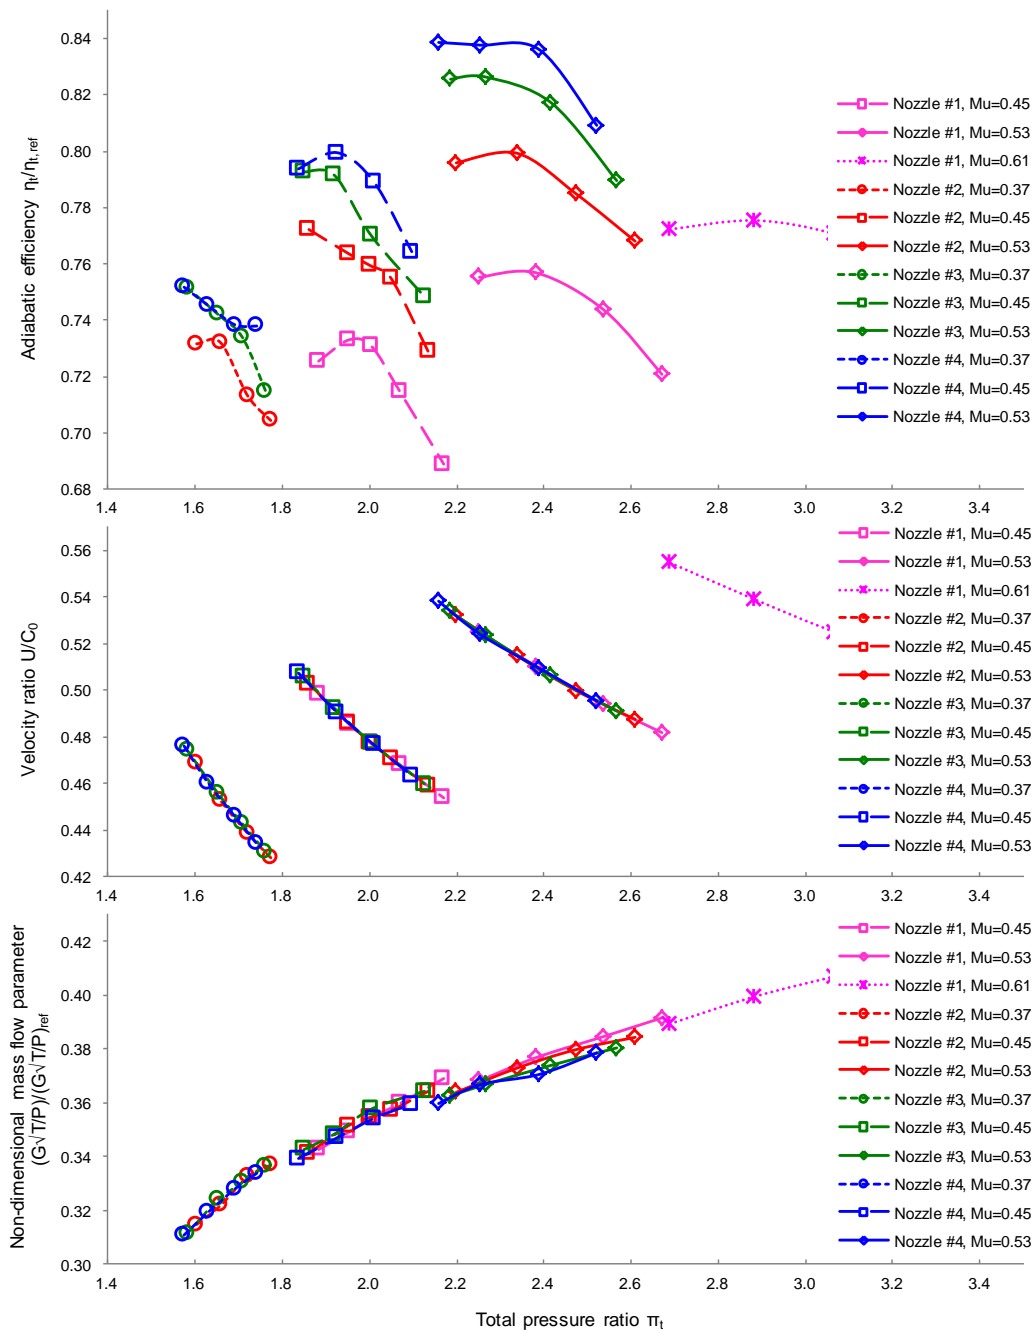 Adiabatic efficiency ηt/ηt,ref
0.84
0.82
0.80
0.78
0.76
0.74
0.72
0.70
0.68
1.4 1.6 1.8 2.0 2.2 2.4 2.6 2.8 3.0 3.2 3.4
Nozzle #1, Mu=0.45
Nozzle #1, Mu=0.53
Nozzle #1, Mu=0.61
Nozzle #2, Mu=0.37
Nozzle #2, Mu=0.45
Nozzle #2, Mu=0.53
Nozzle #3, Mu=0.37
Nozzle #3, Mu=0.45
Nozzle #3, Mu=0.53
Nozzle #4, Mu=0.37
Nozzle #4, Mu=0.45
Nozzle #4, Mu=0.53
Velocity ratio U/C0
0.56
0.54
0.52
0.50
0.48
0.46
0.44
0.42
1.4 1.6 1.8 2.0 2.2 2.4 2.6 2.8 3.0 3.2 3.4
Nozzle #1, Mu=0.45
Nozzle #1, Mu=0.53
Nozzle #1, Mu=0.61
Nozzle #2, Mu=0.37
Nozzle #2, Mu=0.45
Nozzle #2, Mu=0.53
Nozzle #3, Mu=0.37
Nozzle #3, Mu=0.45
Nozzle #3, Mu=0.53
Nozzle #4, Mu=0.37
Nozzle #4, Mu=0.45
Nozzle #4, Mu=0.53
Non-dimensional mass flow parameter
(G√T/P)/(G√T/P)ref
0.42
0.40
0.38
0.36
0.34
0.32
0.30
1.4 1.6 1.8 2.0 2.2 2.4 2.6 2.8 3.0 3.2 3.4
Nozzle #1, Mu=0.45
Nozzle #1, Mu=0.53
Nozzle #1, Mu=0.61
Nozzle #2, Mu=0.37
Nozzle #2, Mu=0.45
Nozzle #2, Mu=0.53
Nozzle #3, Mu=0.37
Nozzle #3, Mu=0.45
Nozzle #3, Mu=0.53
Nozzle #4, Mu=0.37
Nozzle #4, Mu=0.45
Nozzle #4, Mu=0.53
Total pressure ratio πt